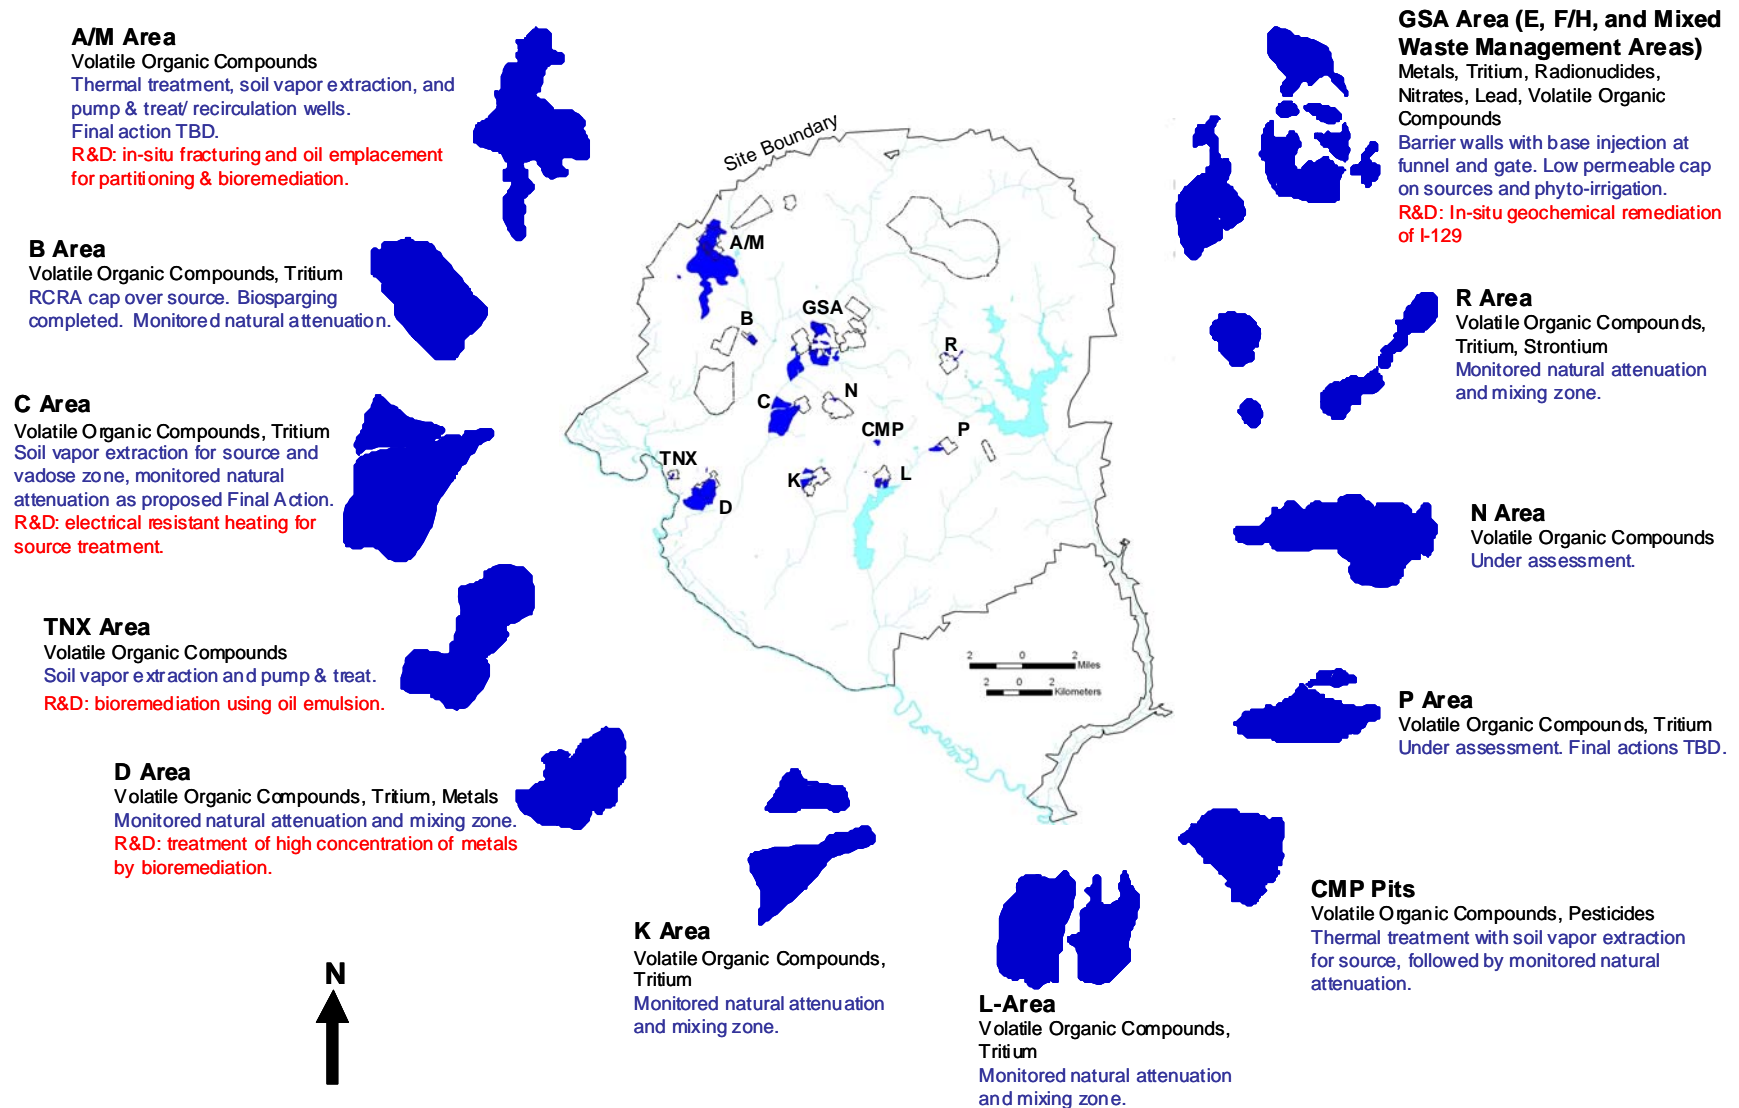 A/M Area
Volatile Organic Compounds
Thermal treatment, soil vapor extraction, and
pump & treat/ recirculation wells.
Final action TBD.
R&D: in-situ fracturing and oil emplacement
for partitioning & bioremediation.
B Area
Volatile Organic Compounds, Tritium
RCRA cap over source. Biosparging
completed. Monitored natural attenuation.
C Area
Volatile Organic Compounds, Tritium
Soil vapor extraction for source and
vadose zone, monitored natural
attenuation as proposed Final Action.
R&D: electrical resistant heating for
source treatment.
TNX Area
Volatile Organic Compounds
Soil vapor extraction and pump & treat.
R&D: bioremediation using oil emulsion.
D Area
Volatile Organic Compounds, Tritium, Metals
Monitored natural attenuation and mixing zone.
R&D: treatment of high concentration of metals
by bioremediation.
N
K Area
Volatile Organic Compounds,
Tritium
Monitored natural attenuation
and mixing zone.
L-Area
Volatile Organic Compounds,
Tritium
Monitored natural attenuation
and mixing zone.
Site Boundary
A/M
GSA
B
R
N
C
CMP
P
TNX
K
L
D
2 0 2
Miles
2 0 2
Kilometers
GSA Area (E, F/H, and Mixed
Waste Management Areas)
Metals, Tritium, Radionuclides,
Nitrates, Lead, Volatile Organic
Compounds
Barrier walls with base injection at
funnel and gate. Low permeable cap
on sources and phyto-irrigation.
R&D: In-situ geochemical remediation
of I-129
R Area
Volatile Organic Compounds,
Tritium, Strontium
Monitored natural attenuation
and mixing zone.
N Area
Volatile Organic Compounds
Under assessment.
P Area
Volatile Organic Compounds, Tritium
Under assessment. Final actions TBD.
CMP Pits
Volatile Organic Compounds, Pesticides
Thermal treatment with soil vapor extraction
for source, followed by monitored natural
attenuation.